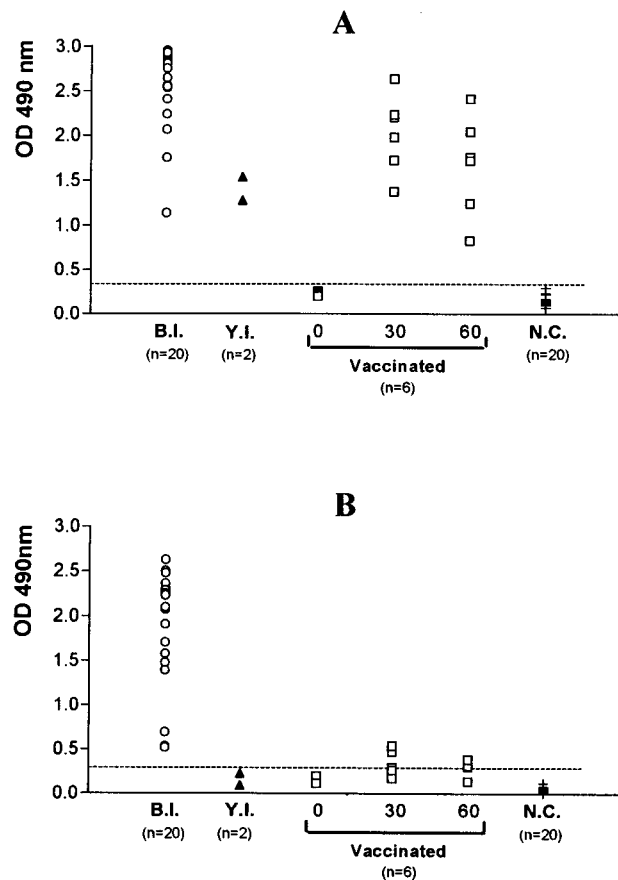 A
OD 490 nm
3.0
2.5
2.0
1.5
1.0
0.5
0.0
B.I. Y.I. 0 30 60 N.C.
(n=20) (n=2) Vaccinated (n=20)
(n=6)
B
OD 490nm
3.0
2.5
2.0
1.5
1.0
0.5
0.0
B.I. Y.I. 0 30 60 N.C.
(n=20) (n=2) Vaccinated (n=20)
(n=6)